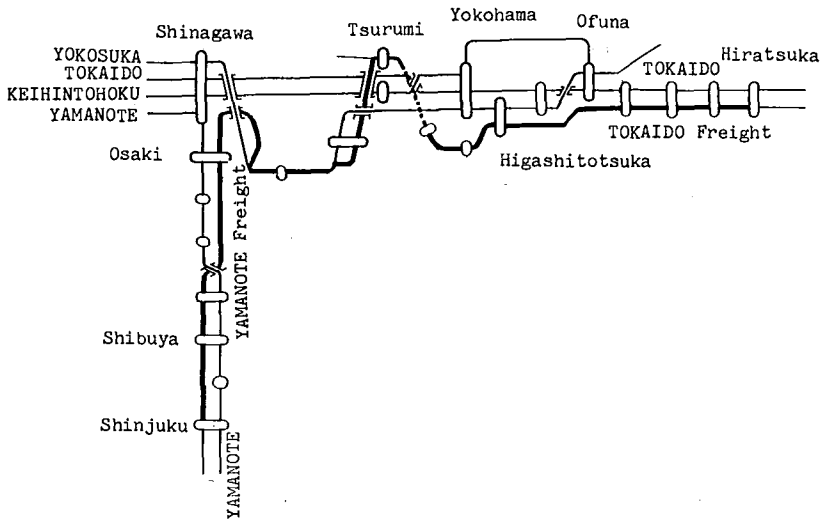 Shinagawa
Tsurumi
Yokohama
Ofuna
Hiratsuka
YOKOSUKA
TOKAIDO
KEIHINTOHOKU
YAMANOTE
TOKAIDO
TOKAIDO Freight
Higashitotsuka
Osaki
YAMANOTE Freight
Shibuya
Shinjuku
YAMANOTE